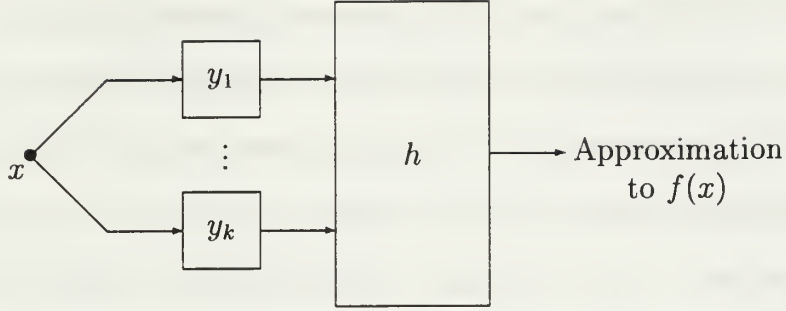 x
y₁
⋮
yₖ
h
Approximation
to f(x)